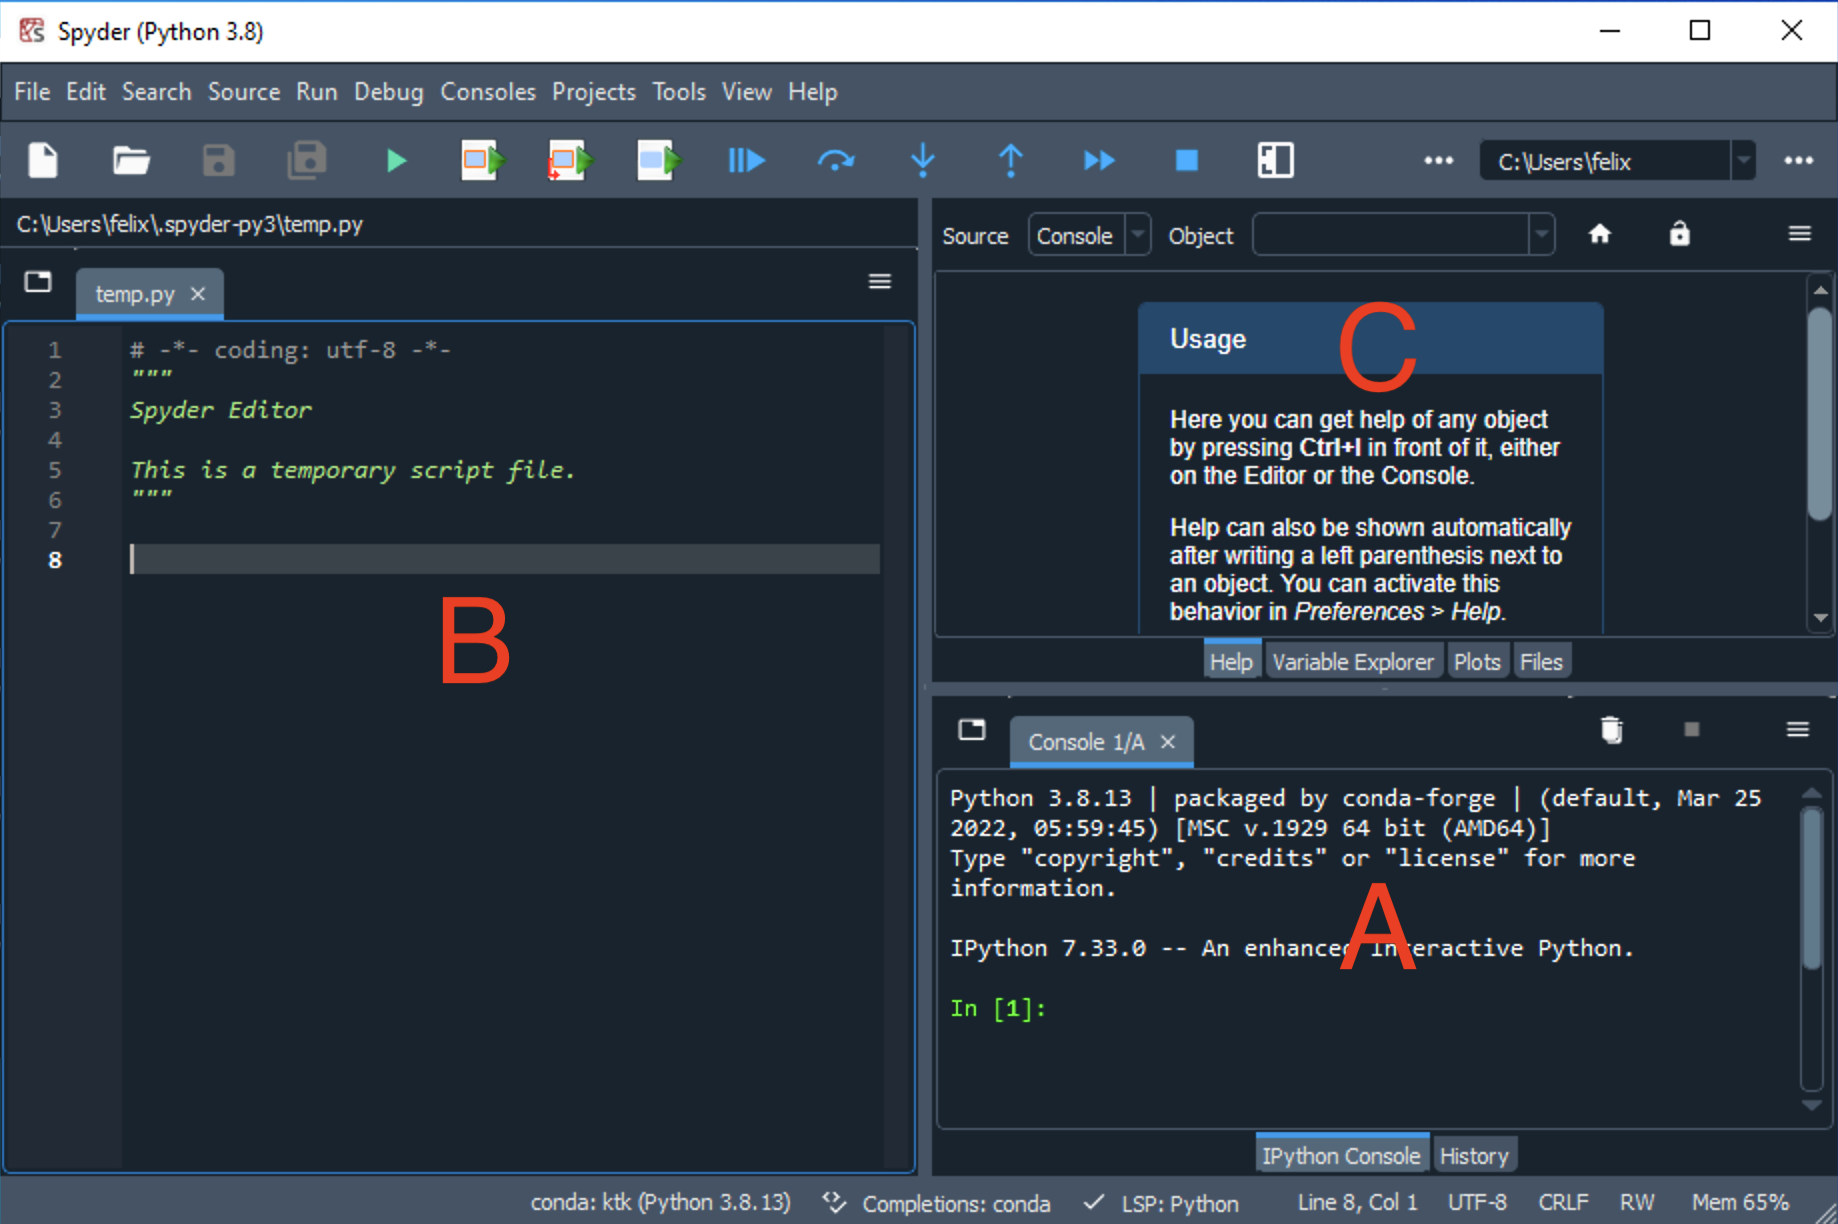 Spyder (Python 3.8)
File Edit Search Source Run Debug Consoles Projects Tools View Help
C:\Users\felix
C:\Users\felix\.spyder-py3\temp.py
temp.py
1 # -*- coding: utf-8 -*-
2 """
3 Spyder Editor
4
5 This is a temporary script file.
6 """
7
8
B
Source Console Object
Usage
C
Here you can get help of any object
by pressing Ctrl+I in front of it, either
on the Editor or the Console.
Help can also be shown automatically
after writing a left parenthesis next to
an object. You can activate this
behavior in Preferences > Help.
Help Variable Explorer Plots Files
Console 1/A
Python 3.8.13 | packaged by conda-forge | (default, Mar 25
2022, 05:59:45) [MSC v.1929 64 bit (AMD64)]
Type "copyright", "credits" or "license" for more
information.
A
IPython 7.33.0 -- An enhanced Interactive Python.
In [1]:
IPython Console History
conda: ktk (Python 3.8.13) Completions: conda LSP: Python Line 8, Col 1 UTF-8 CRLF RW Mem 65%